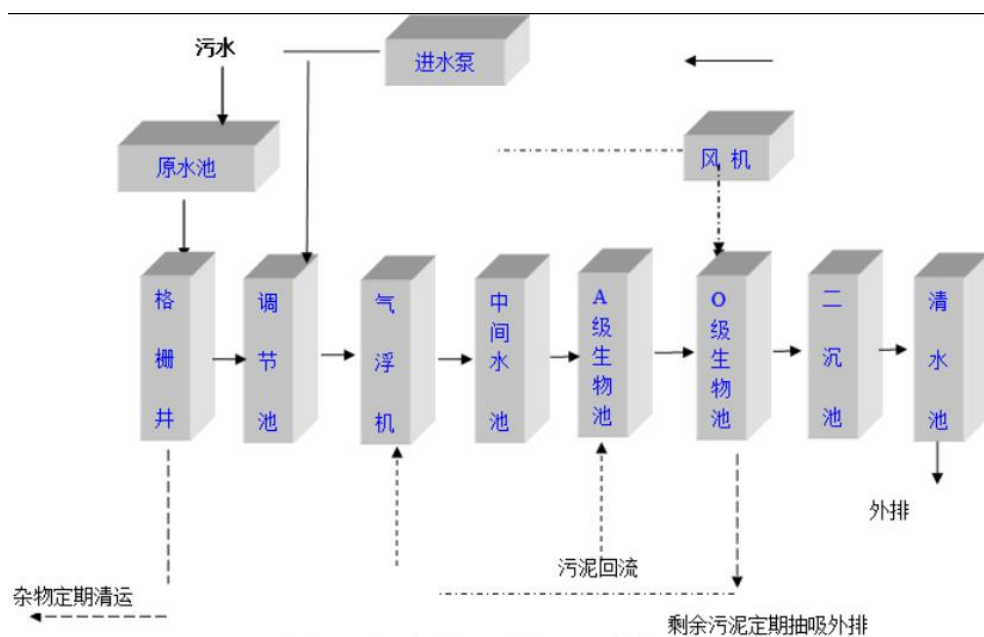 污水
进水泵
原水池
风 机
格栅井
调节池
气浮机
中间水池
A级生物池
O级生物池
二沉池
清水池
外排
污泥回流
杂物定期清运
剩余污泥定期抽吸外排